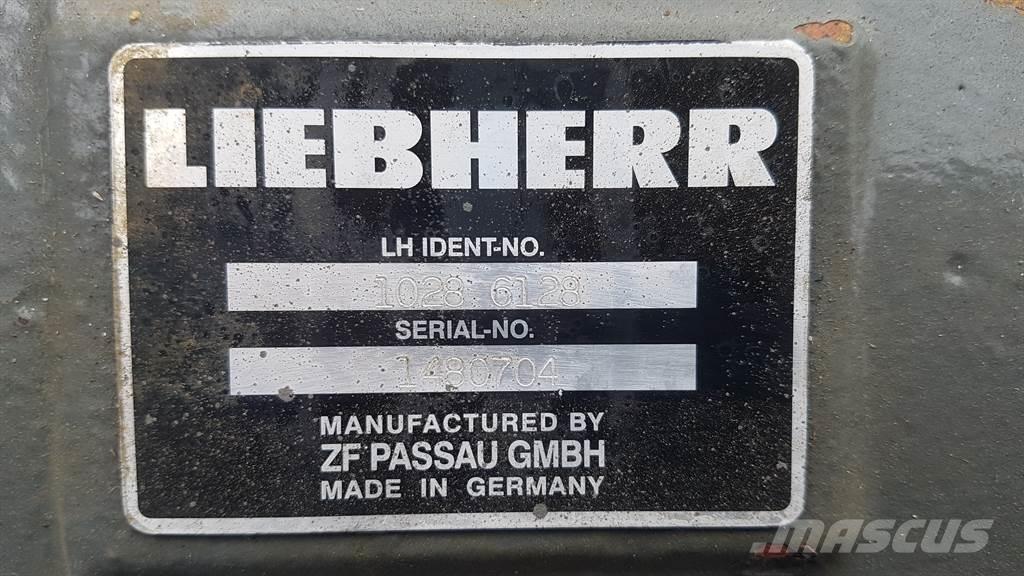 LIEBHERR
LH IDENT-NO.
1028 6128
SERIAL-NO.
1480704
MANUFACTURED BY
ZF PASSAU GMBH
MADE IN GERMANY
MASCUS